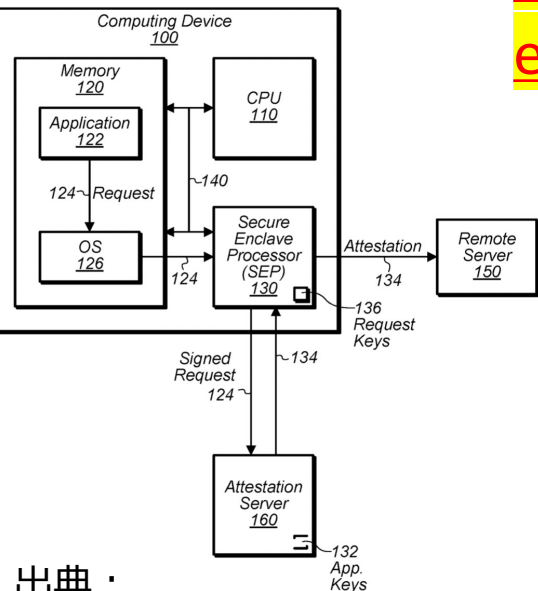 Computing Device
100
Memory
120
Application
122
124 Request
OS
126
CPU
110
140
124
Secure
Enclave
Processor
(SEP)
130
Attestation
134
Remote
Server
150
136
Request
Keys
Signed
Request
124
134
Attestation
Server
160
132
App.
Keys
e
出典：